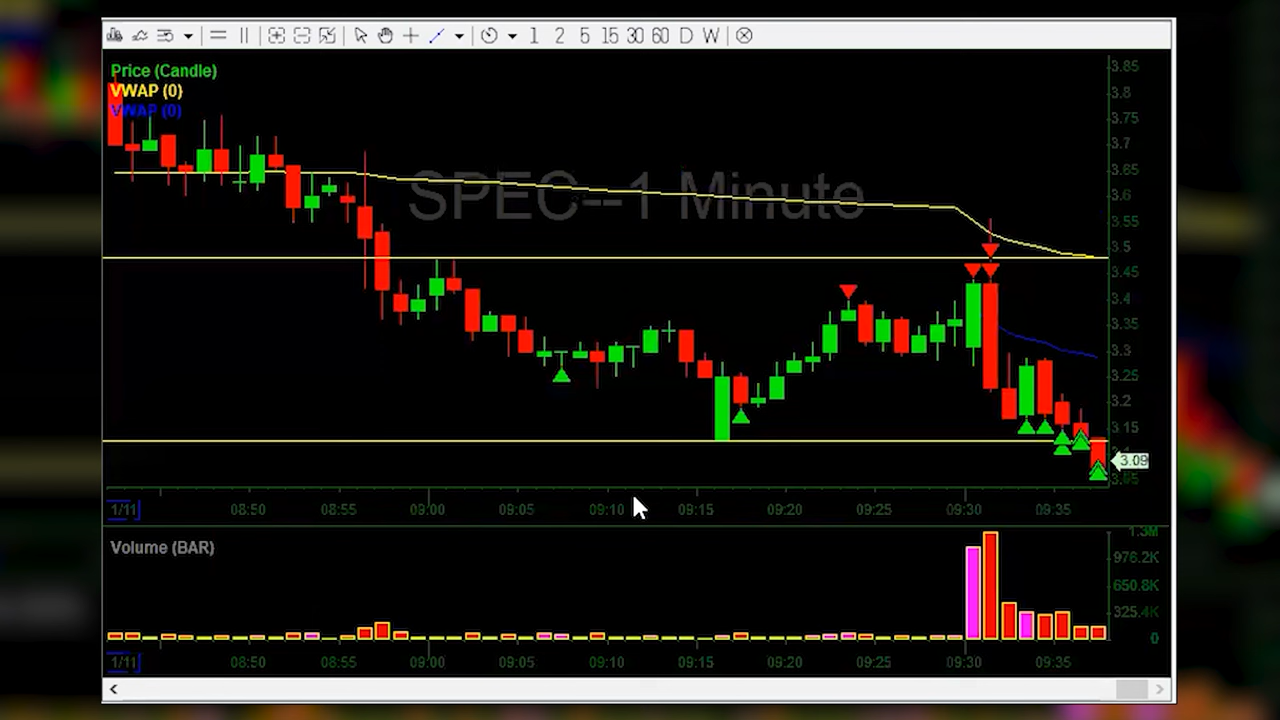 1 2 5 15 30 60 D W
Price (Candle)
VWAP (0)
VWAP (0)
SPEC--1 Minute
3.85
3.8
3.75
3.7
3.65
3.6
3.55
3.5
3.45
3.4
3.35
3.3
3.25
3.2
3.15
3.09
3.05
1/11 08:50 08:55 09:00 09:05 09:10 09:15 09:20 09:25 09:30 09:35
Volume (BAR)
1.3M
976.2K
650.8K
325.4K
0
1/11 08:50 08:55 09:00 09:05 09:10 09:15 09:20 09:25 09:30 09:35